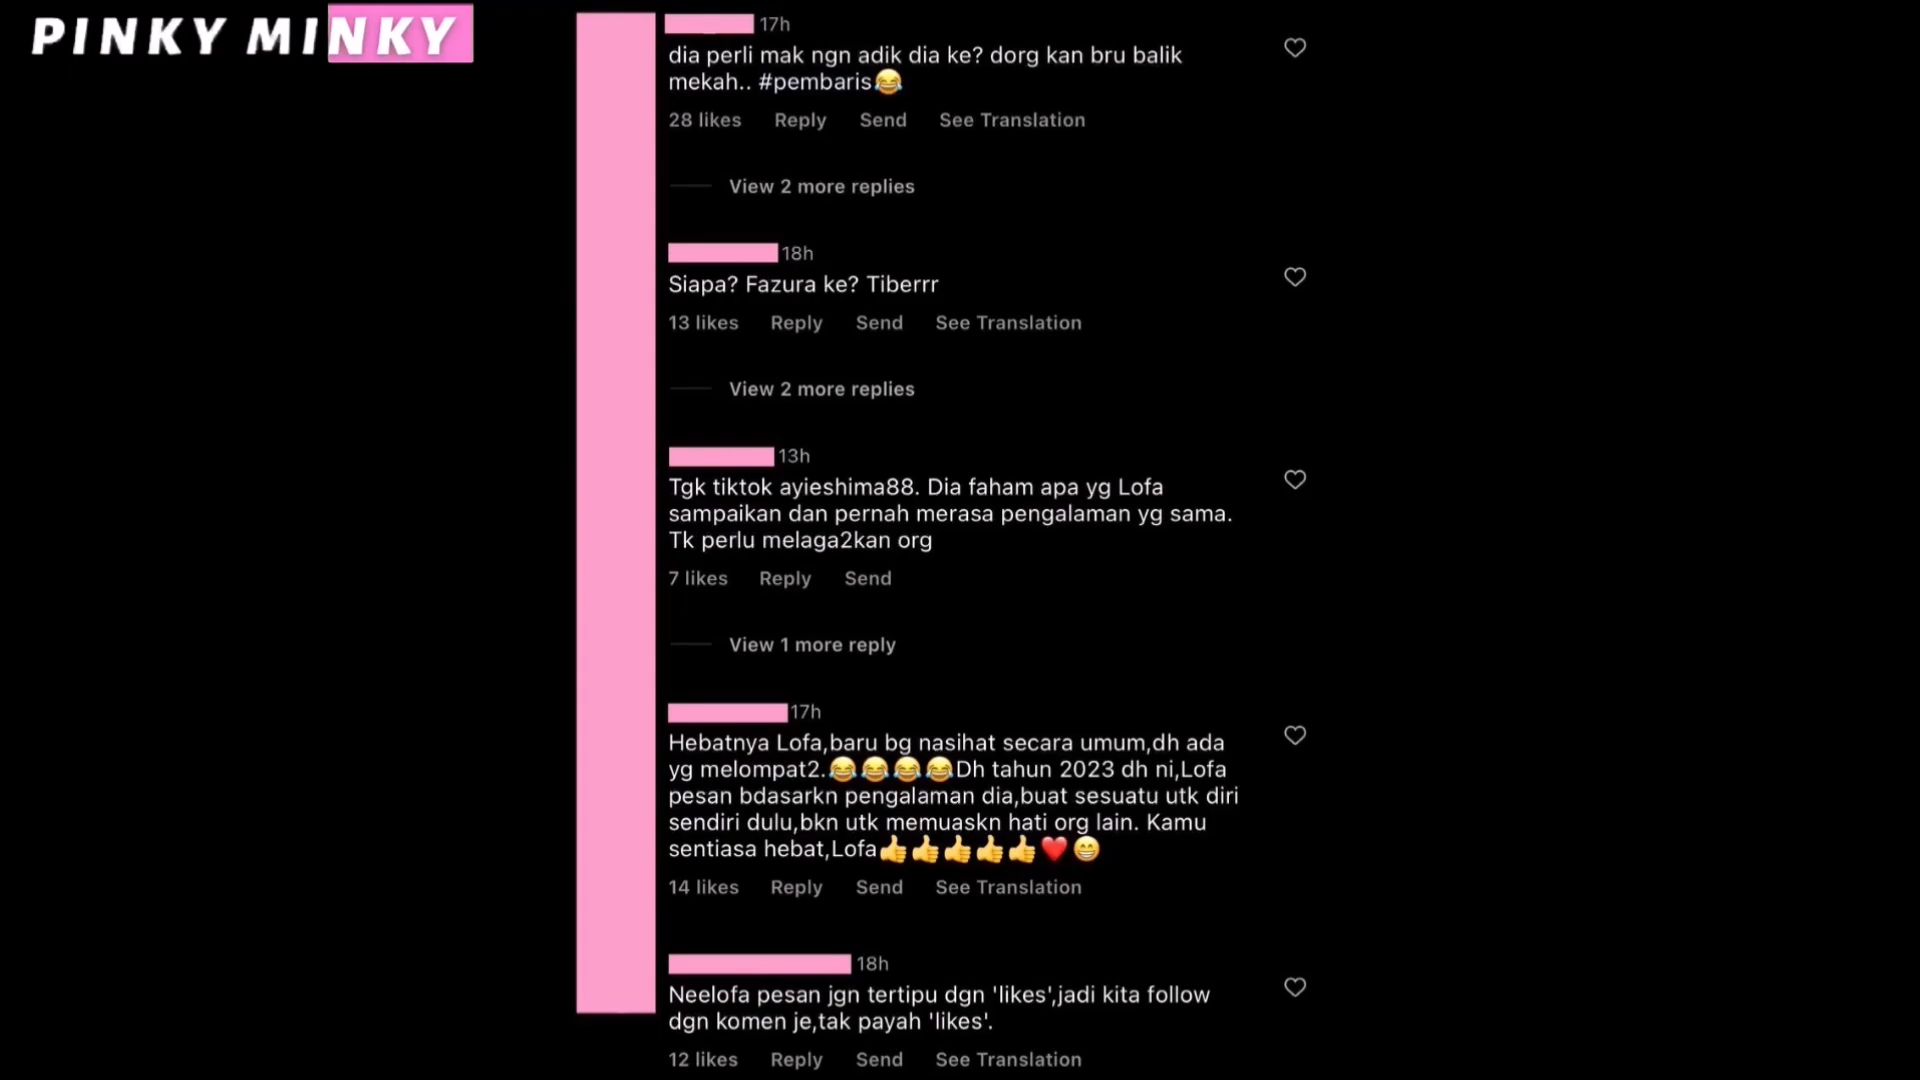 PINKY MINKY
17h
dia perli mak ngn adik dia ke? dorg kan bru balik
mekah.. #pembaris😂
28 likes Reply Send See Translation
View 2 more replies
18h
Siapa? Fazura ke? Tiberrr
13 likes Reply Send See Translation
View 2 more replies
13h
Tgk tiktok ayieshima88. Dia faham apa yg Lofa
sampaikan dan pernah merasa pengalaman yg sama.
Tk perlu melaga2kan org
7 likes Reply Send
View 1 more reply
17h
Hebatnya Lofa,baru bg nasihat secara umum,dh ada
yg melompat2.😂😂😂😂Dh tahun 2023 dh ni,Lofa
pesan bdasarkn pengalaman dia,buat sesuatu utk diri
sendiri dulu,bkn utk memuaskn hati org lain. Kamu
sentiasa hebat,Lofa👍👍👍👍👍❤️😁
14 likes Reply Send See Translation
18h
Neelofa pesan jgn tertipu dgn 'likes',jadi kita follow
dgn komen je,tak payah 'likes'.
12 likes Reply Send See Translation